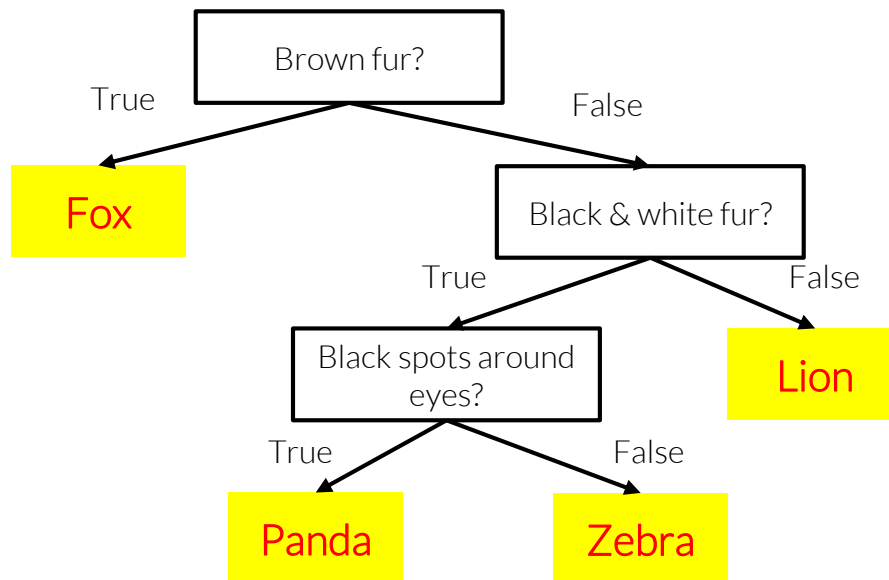 Brown fur?
True
False
Fox
Black & white fur?
True
False
Black spots around
eyes?
Lion
True
False
Panda
Zebra